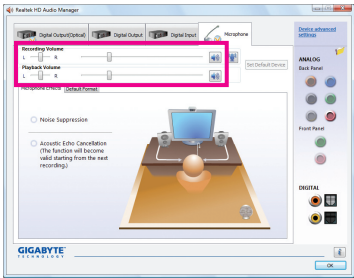 Realtek HD Audio Manager
Digital Output(Optical)
Digital Output
Digital Input
Microphone
Device advanced
settings
Recording Volume
L
R
Set Default Device
Playback Volume
L
R
Microphone Effects
Default Format
Noise Suppression
Acoustic Echo Cancellation
(The function will become
valid starting from the next
recording.)
ANALOG
Back Panel
Front Panel
DIGITAL
GIGABYTE
TECHNOLOGY
i
OK